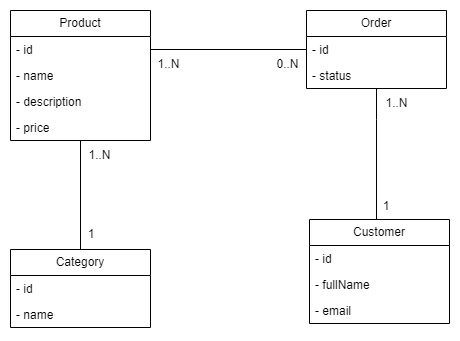 Product
- id
- name
- description
- price
1..N
0..N
Order
- id
- status
1..N
1
Category
- id
- name
1..N
1
Customer
- id
- fullName
- email